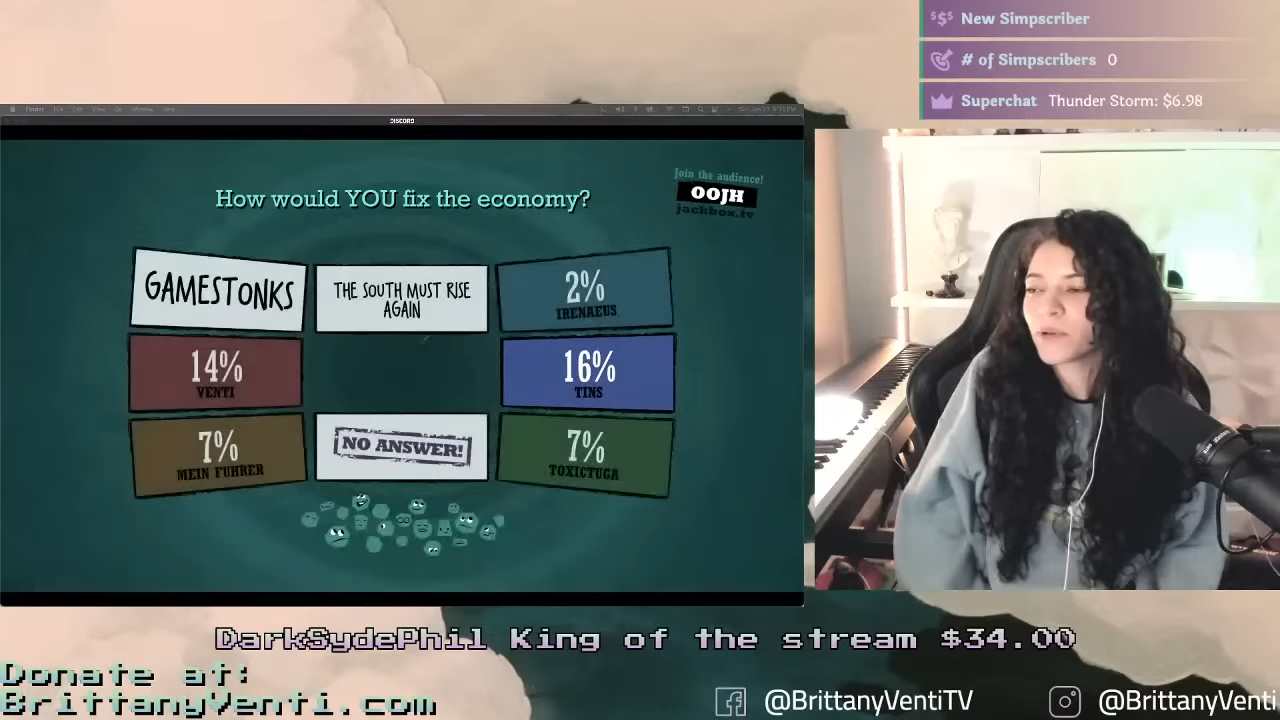 New Simpscriber
# of Simpscribers 0
Superchat Thunder Storm: $6.98
DISCORD
Join the audience!
OOJH
jackbox.tv
How would YOU fix the economy?
GAMESTONKS
THE SOUTH MUST RISE
AGAIN
2%
IRENAEUS
14%
VENTI
16%
TINS
7%
MEIN FUHRER
NO ANSWER!
7%
TOXICTUGA
DarkSydePhil King of the stream $34.00
Donate at:
BrittanyVenti.com
@BrittanyVentiTV
@BrittanyVenti